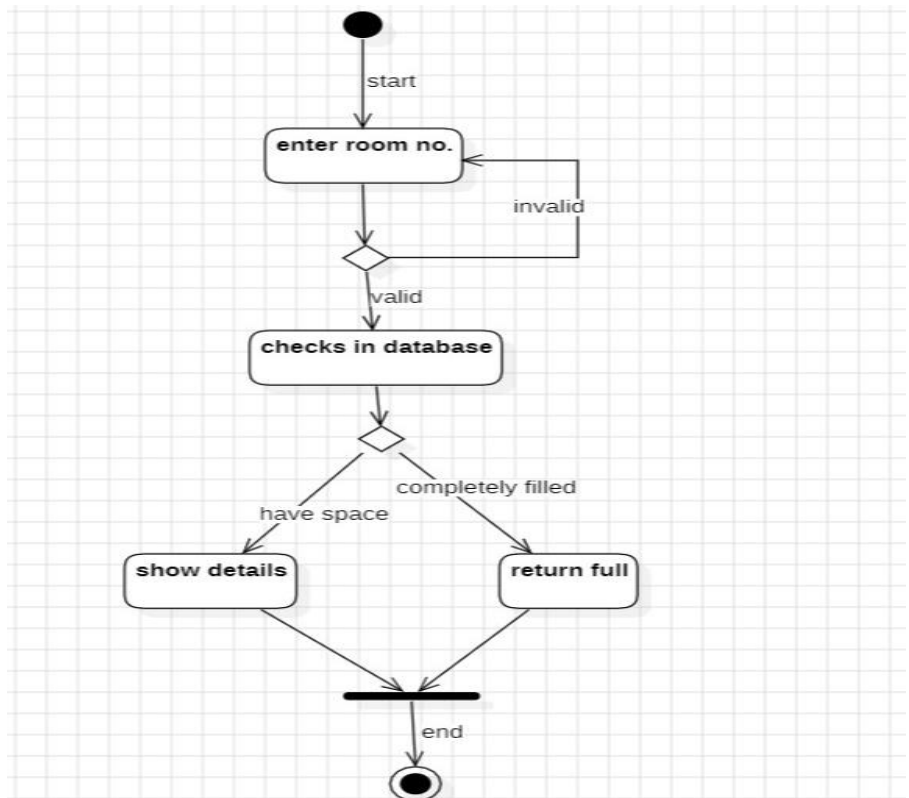 start
enter room no.
invalid
valid
checks in database
completely filled
have space
show details
return full
end